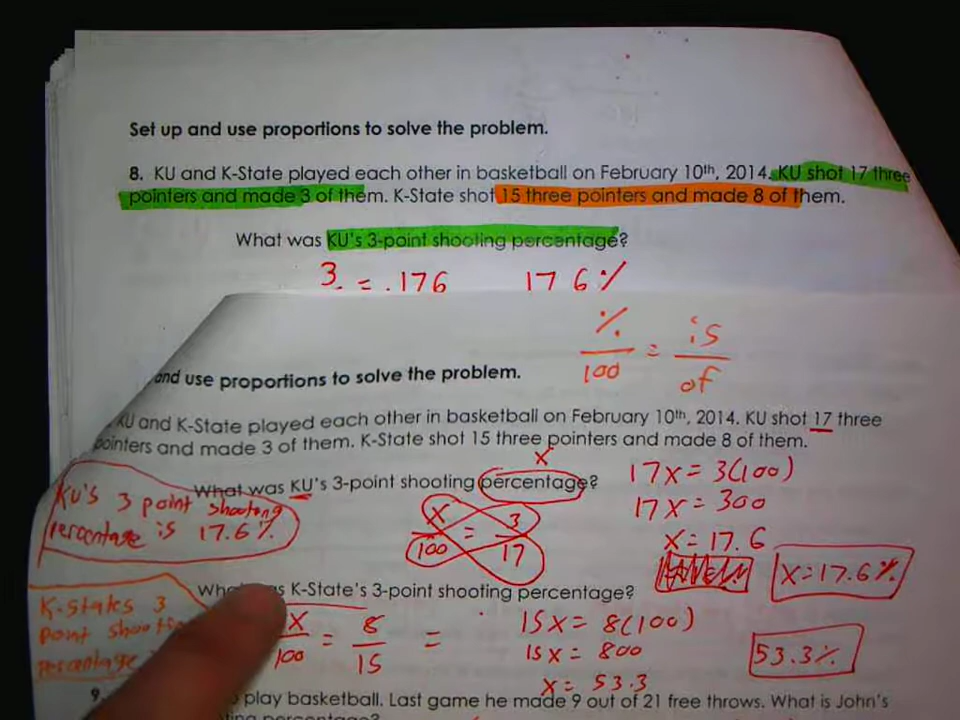 Set up and use proportions to solve the problem.
8. KU and K-State played each other in basketball on February 10th, 2014. KU shot 17 three
pointers and made 3 of them. K-State shot 15 three pointers and made 8 of them.
What was KU's 3-point shooting percentage?
3 = .176 17 6 %
% / 100 = is / of
and use proportions to solve the problem.
KU and K-State played each other in basketball on February 10th, 2014. KU shot 17 three
pointers and made 3 of them. K-State shot 15 three pointers and made 8 of them.
x
What was KU's 3-point shooting percentage?
KU's 3 point shooting
percentage is 17.6%
x / 100 = 3 / 17
17x = 3(100)
17x = 300
x = 17.6
x = 17.6%
K-State's 3-point shooting percentage?
K-States 3
point
percentage
x / 100 = 8 / 15 =
15x = 8(100)
15x = 800
x = 53.3
53.3%
9.
play basketball. Last game he made 9 out of 21 free throws. What is John's
percentage?